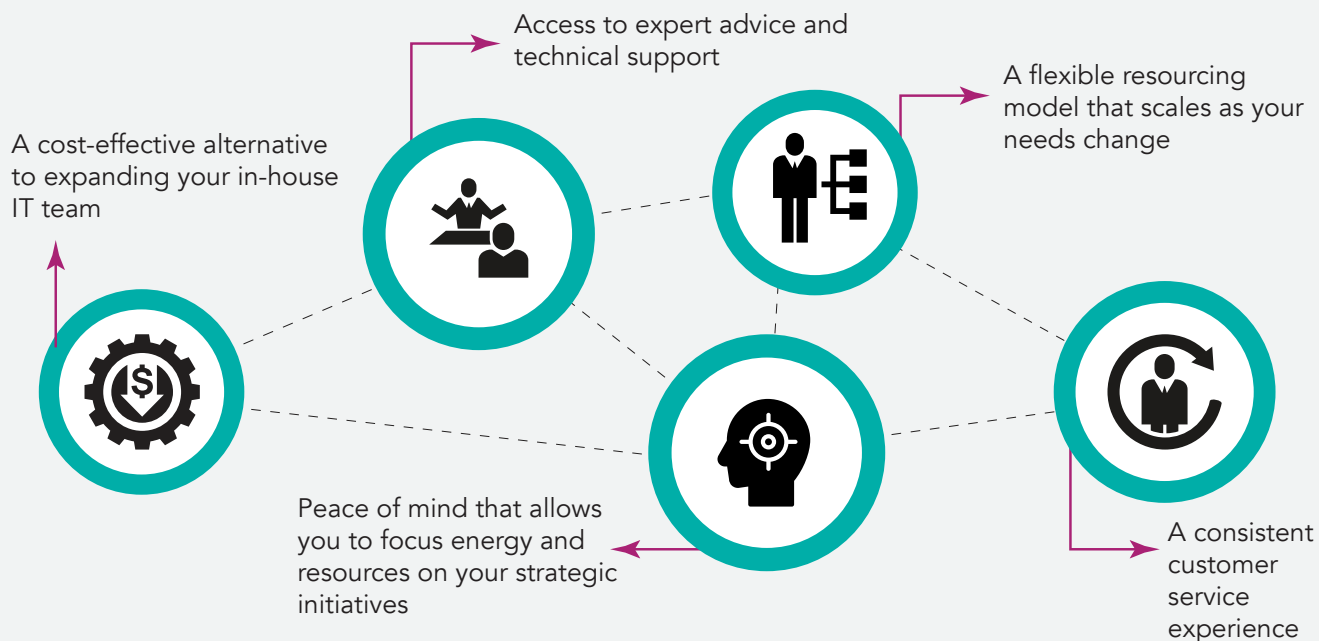 Access to expert advice and
technical support
A flexible resourcing
model that scales as your
needs change
A cost-effective alternative
to expanding your in-house
IT team
$
Peace of mind that allows
you to focus energy and
resources on your strategic
initiatives
A consistent
customer
service
experience